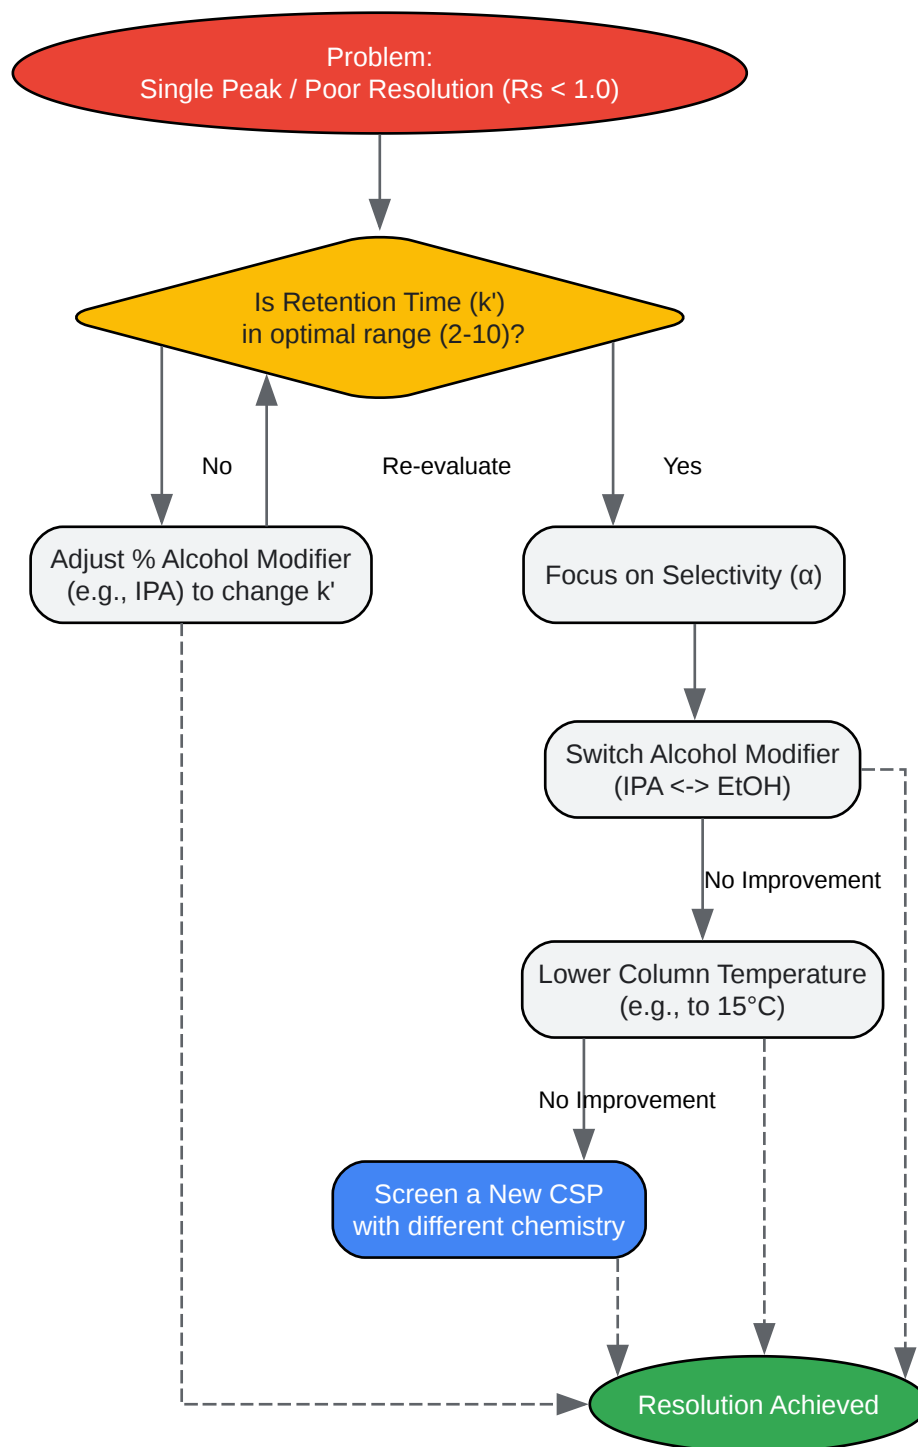 Problem:
Single Peak / Poor Resolution (Rs < 1.0)
Is Retention Time (k')
in optimal range (2-10)?
No
Re-evaluate
Yes
Adjust % Alcohol Modifier
(e.g., IPA) to change k'
Focus on Selectivity (α)
Switch Alcohol Modifier
(IPA <-> EtOH)
No Improvement
Lower Column Temperature
(e.g., to 15°C)
No Improvement
Screen a New CSP
with different chemistry
Resolution Achieved